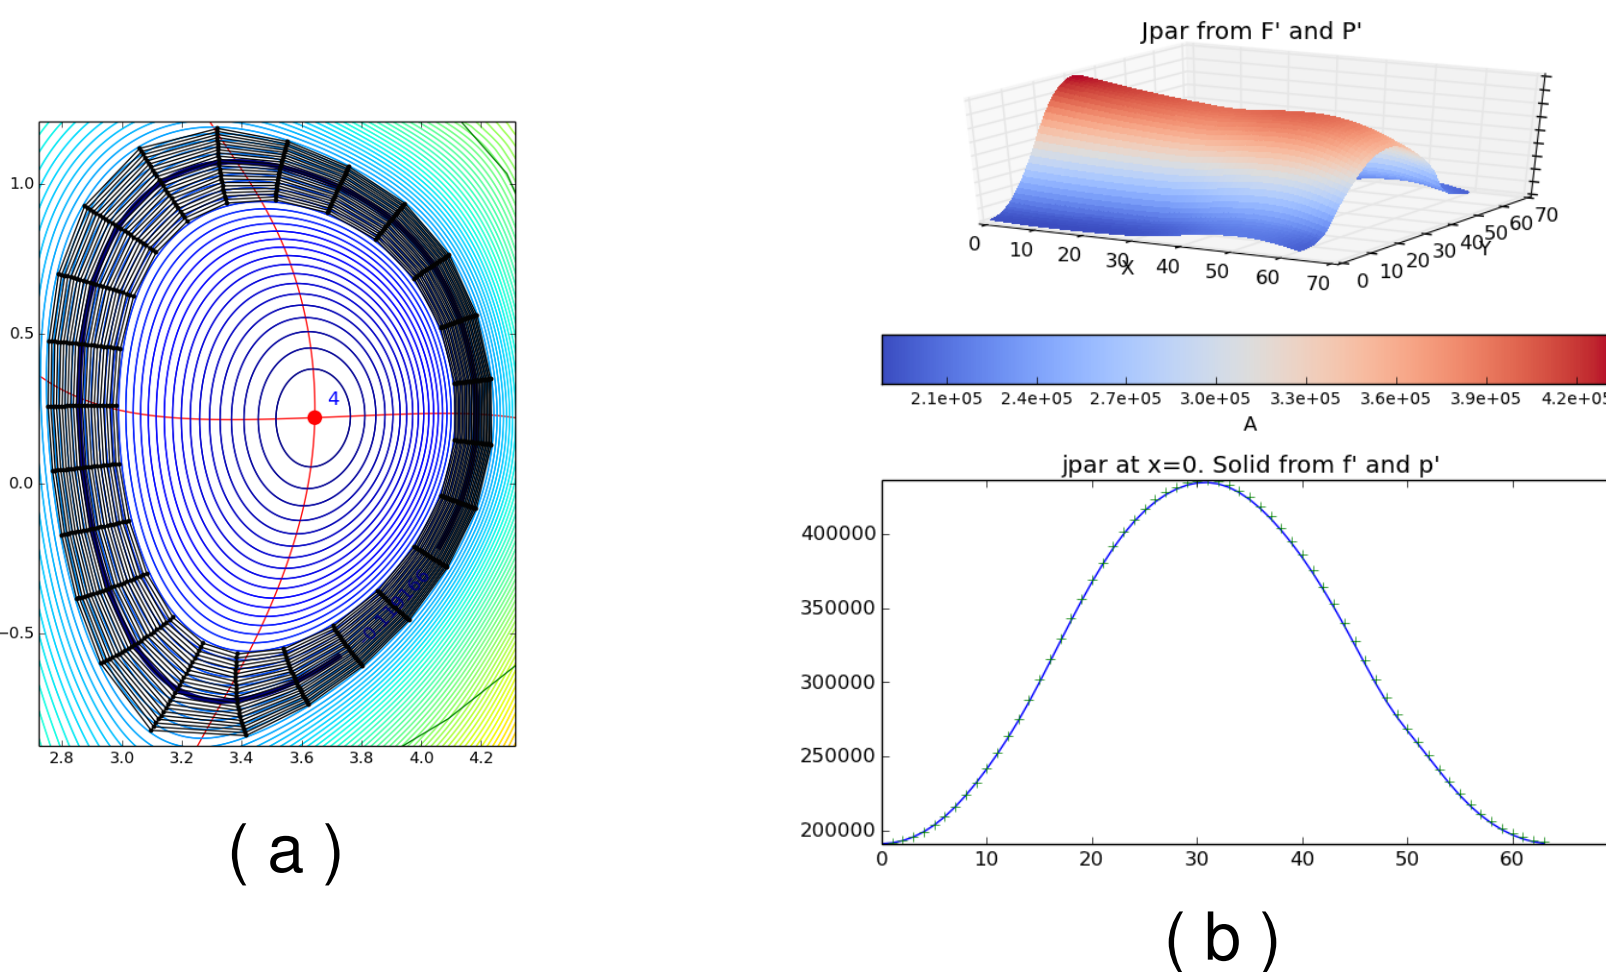 1.0
0.5
0.0
−0.5
2.8 3.0 3.2 3.4 3.6 3.8 4.0 4.2
4
( a )
Jpar from F' and P'
0 10 20 30 40 50 60 70
X
0 10 20 30 40 50 60 70
Y
2.1e+05 2.4e+05 2.7e+05 3.0e+05 3.3e+05 3.6e+05 3.9e+05 4.2e+05
A
jpar at x=0. Solid from f' and p'
400000
350000
300000
250000
200000
0 10 20 30 40 50 60
( b )